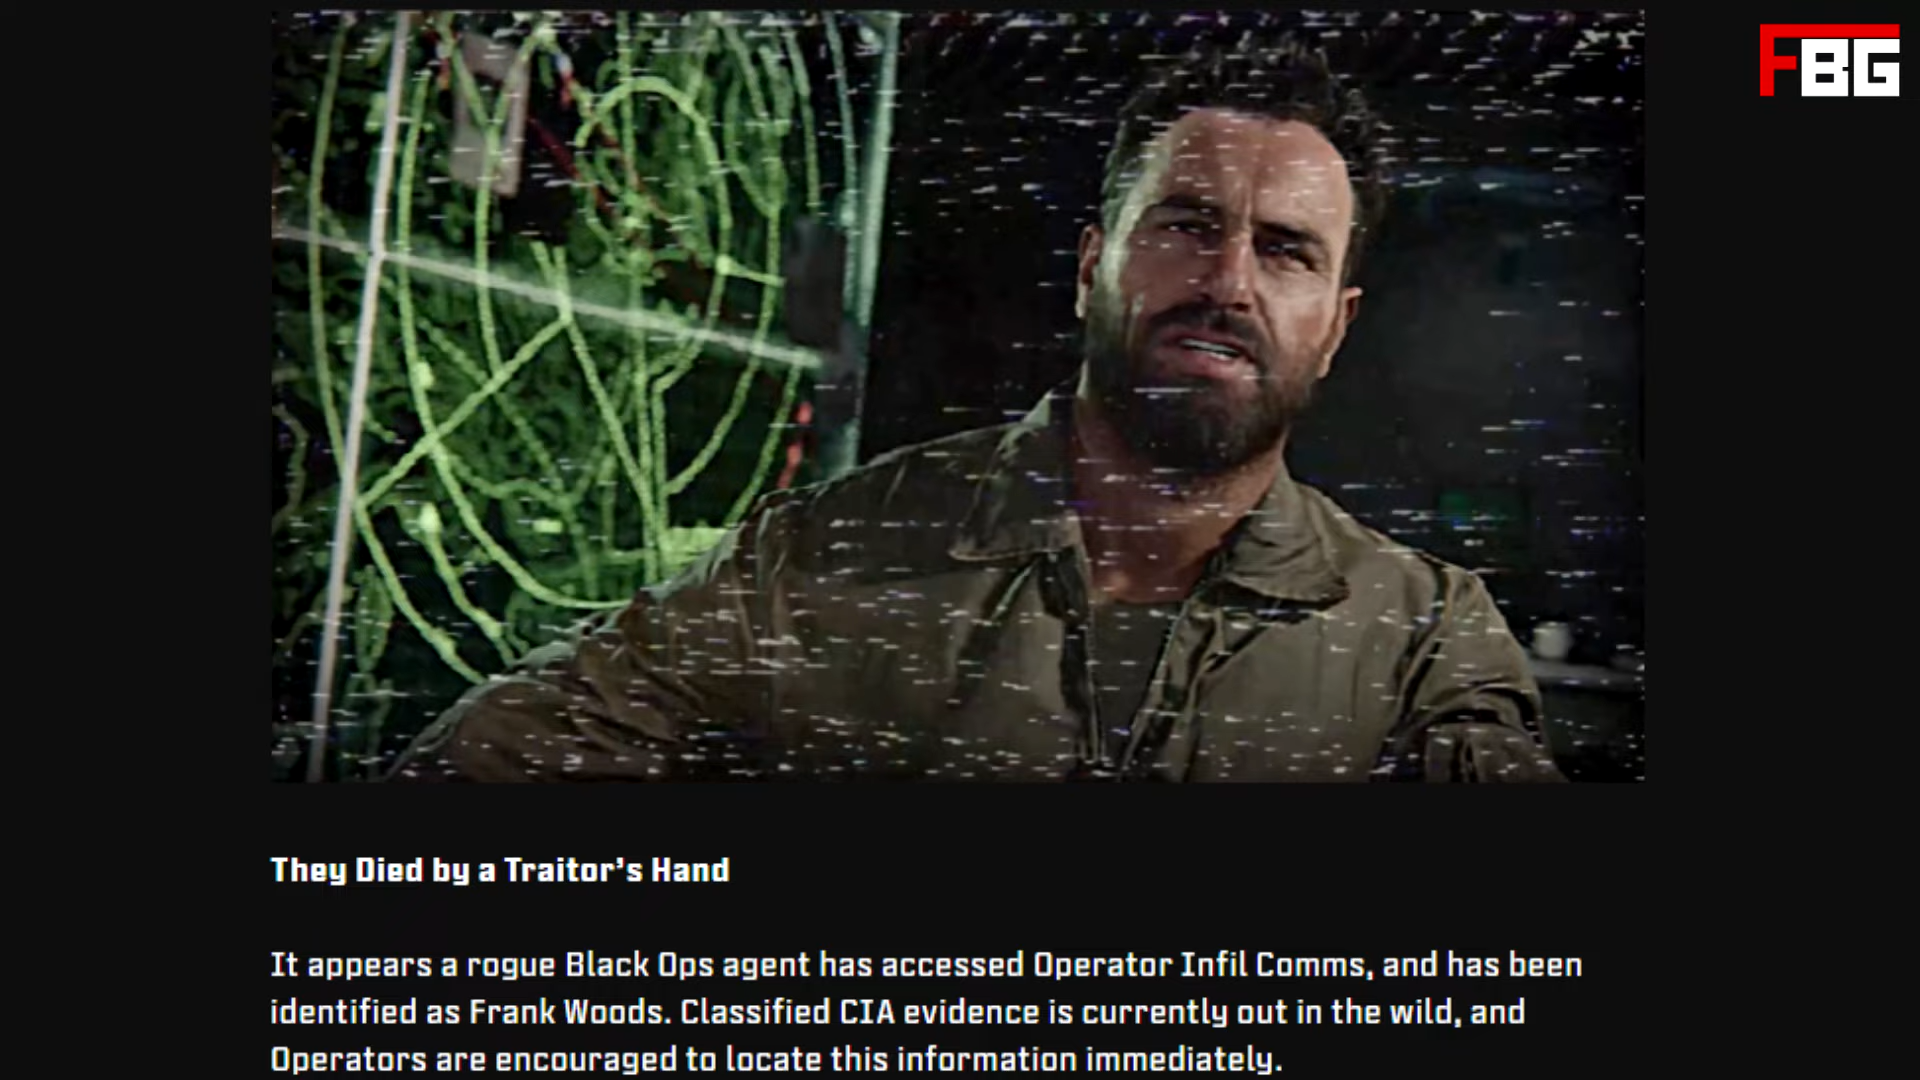 FBG
They Died by a Traitor's Hand
It appears a rogue Black Ops agent has accessed Operator Infil Comms, and has been
identified as Frank Woods. Classified CIA evidence is currently out in the wild, and
Operators are encouraged to locate this information immediately.